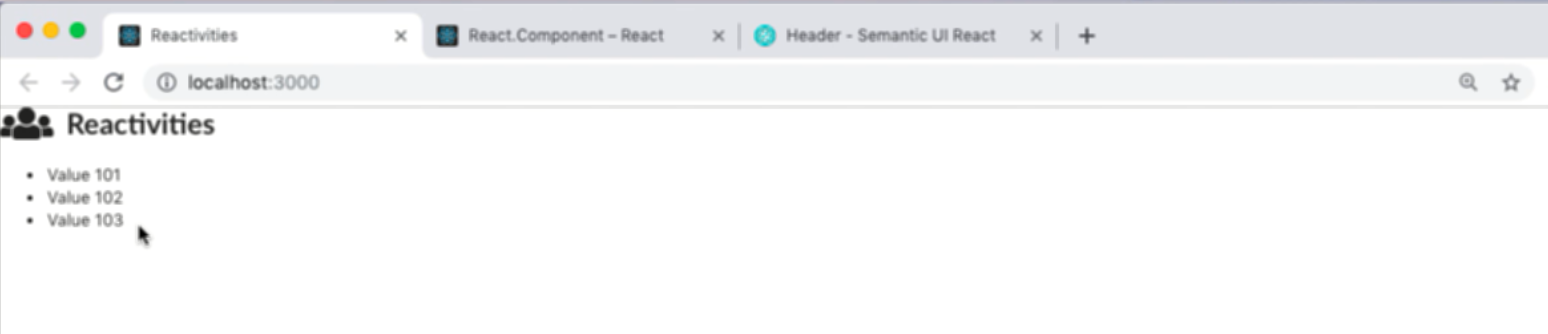 Reactivities
React.Component – React
Header - Semantic UI React
localhost:3000
Reactivities
• Value 101
• Value 102
• Value 103